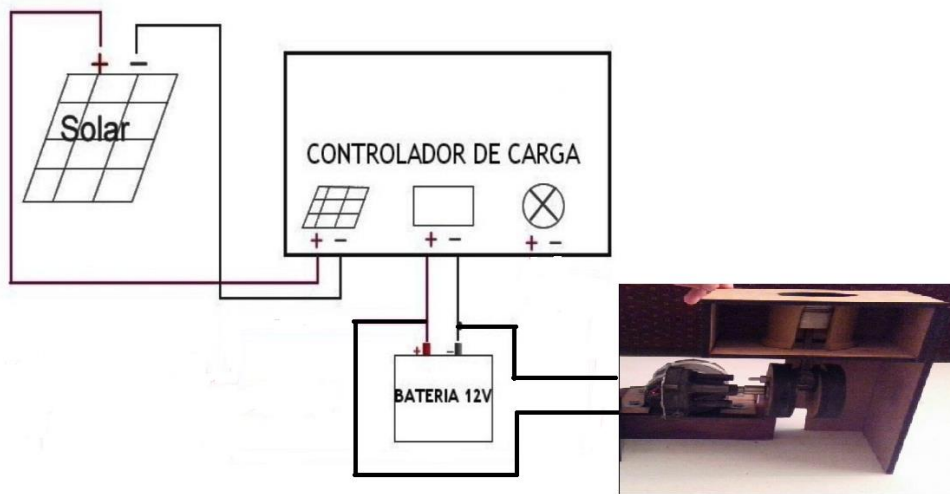 + −
Solar
CONTROLADOR DE CARGA
+ − + − + −
+ −
BATERIA 12V